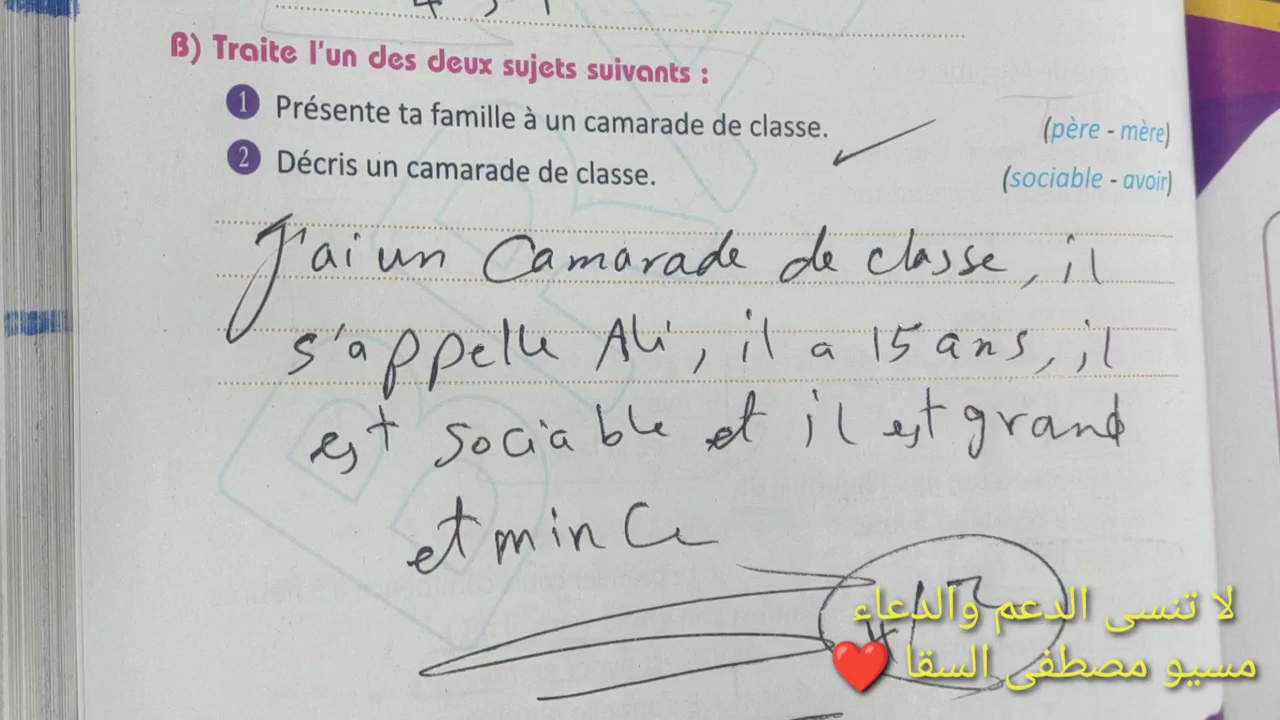 B) Traite l'un des deux sujets suivants :
1 Présente ta famille à un camarade de classe. (père - mère)
2 Décris un camarade de classe. (sociable - avoir)
J'ai un Camarade de classe, il
s'appelle Ali, il a 15 ans, il
est sociable et il est grand
et mince
لا تنسى الدعم والدعاء
مسيو مصطفى السقا ❤️